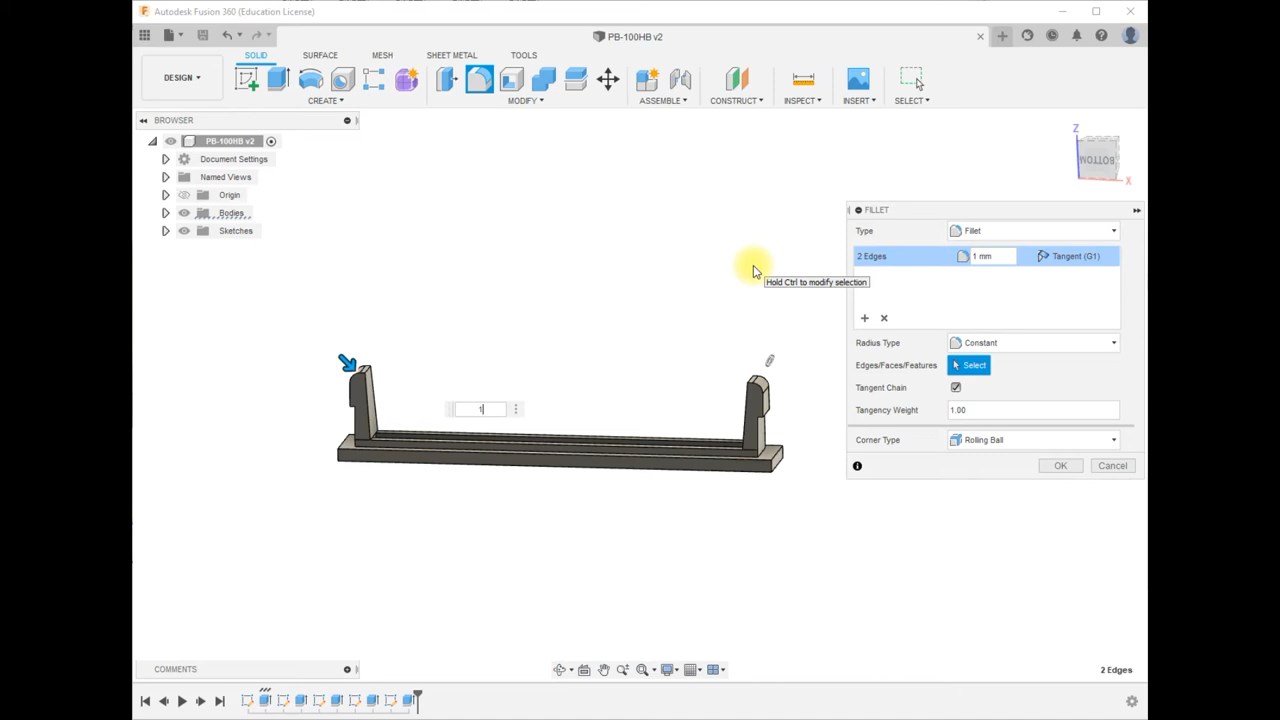 Autodesk Fusion 360 (Education License)
PB-100HB v2
SOLID SURFACE MESH SHEET METAL TOOLS
DESIGN
CREATE MODIFY ASSEMBLE CONSTRUCT INSPECT INSERT SELECT
BROWSER
PB-100HB v2
Document Settings
Named Views
Origin
Bodies
Sketches
Z
BOTTOM
X
FILLET
Type Fillet
2 Edges 1 mm Tangent (G1)
Hold Ctrl to modify selection
Radius Type Constant
Edges/Faces/Features Select
Tangent Chain
Tangency Weight 1.00
1
Corner Type Rolling Ball
OK Cancel
COMMENTS
2 Edges